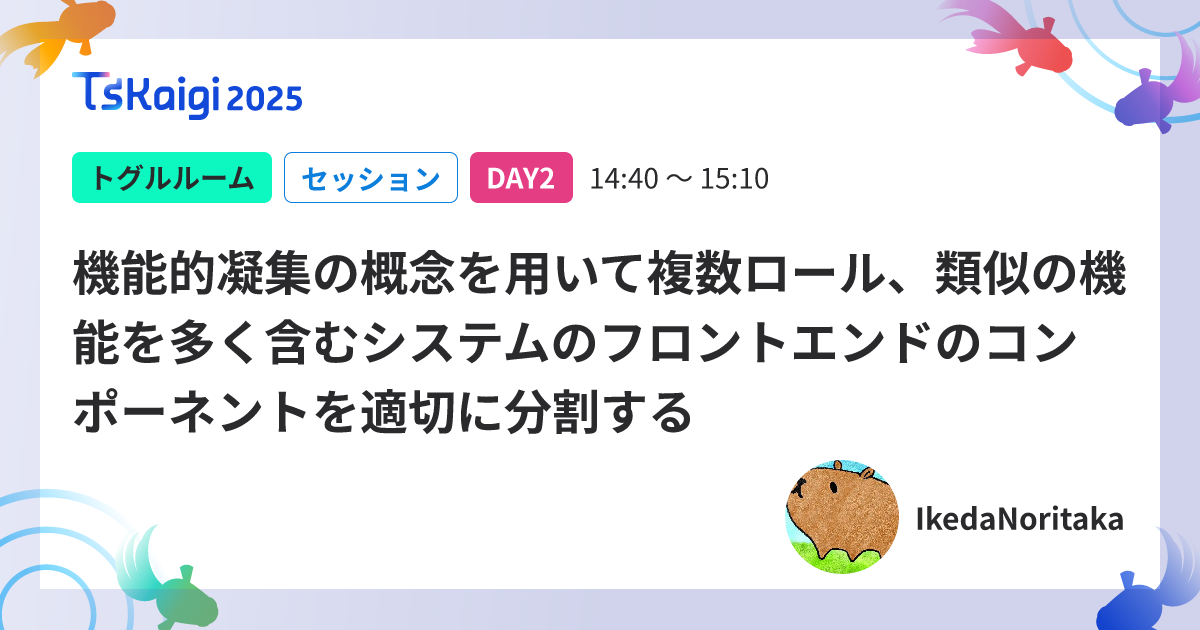 TSKaigi 2025
トグルルーム セッション DAY2 14:40 〜 15:10
機能的凝集の概念を用いて複数ロール、類似の機
能を多く含むシステムのフロントエンドのコン
ポーネントを適切に分割する
IkedaNoritaka